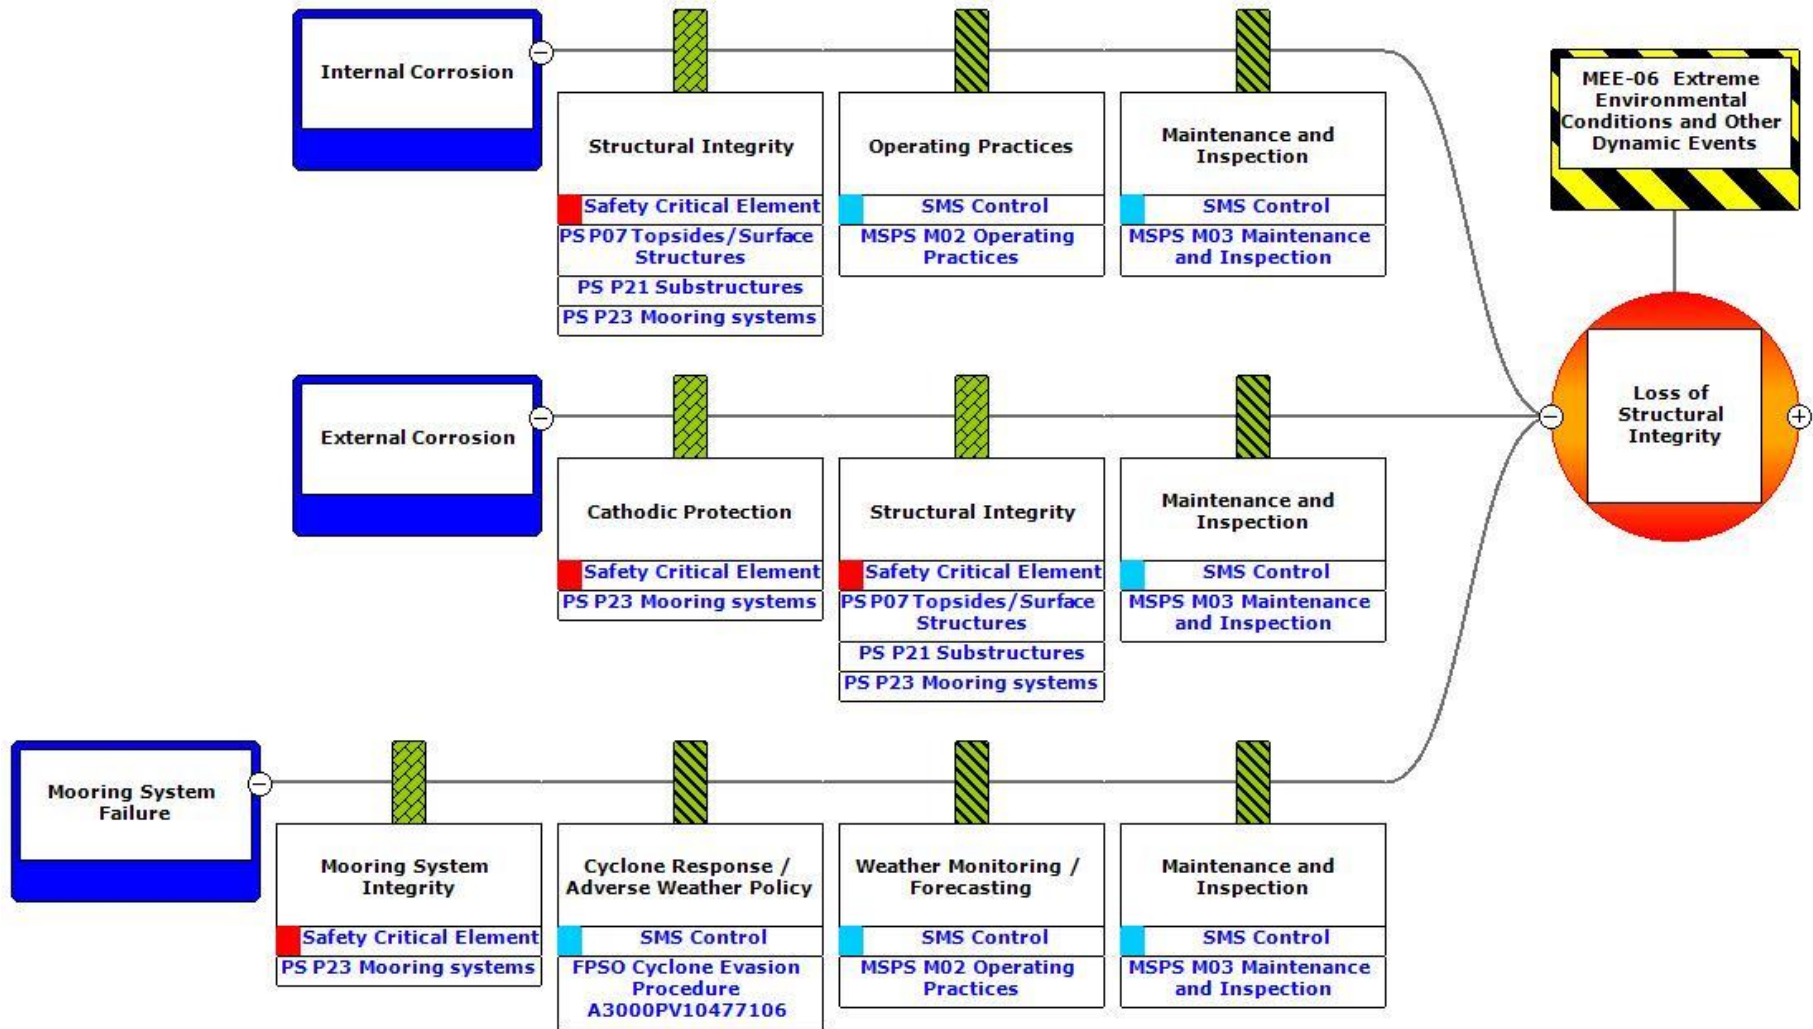 Internal Corrosion
Structural Integrity
Safety Critical Element
PS P07 Topsides/Surface
Structures
PS P21 Substructures
PS P23 Mooring systems
Operating Practices
SMS Control
MSPS M02 Operating
Practices
Maintenance and
Inspection
SMS Control
MSPS M03 Maintenance
and Inspection
MEE-06 Extreme
Environmental
Conditions and Other
Dynamic Events
External Corrosion
Cathodic Protection
Safety Critical Element
PS P23 Mooring systems
Structural Integrity
Safety Critical Element
PS P07 Topsides/Surface
Structures
PS P21 Substructures
PS P23 Mooring systems
Maintenance and
Inspection
SMS Control
MSPS M03 Maintenance
and Inspection
Loss of
Structural
Integrity
Mooring System
Failure
Mooring System
Integrity
Safety Critical Element
PS P23 Mooring systems
Cyclone Response /
Adverse Weather Policy
SMS Control
FPSO Cyclone Evasion
Procedure
A3000PV10477106
Weather Monitoring /
Forecasting
SMS Control
MSPS M02 Operating
Practices
Maintenance and
Inspection
SMS Control
MSPS M03 Maintenance
and Inspection